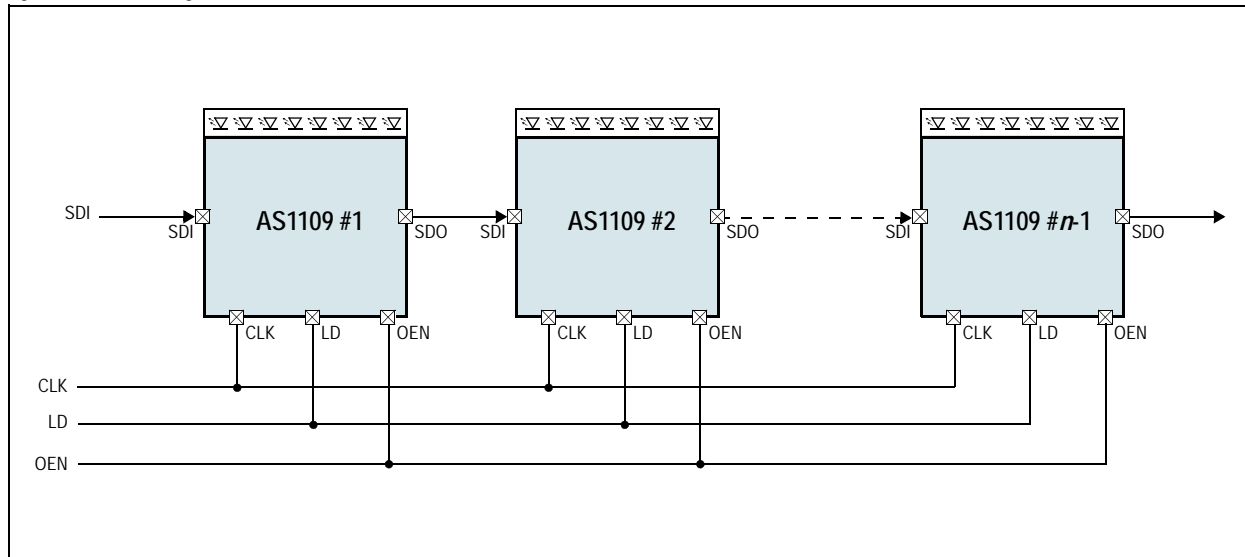 AS1109 #1
AS1109 #2
AS1109 #n-1
SDI
SDI
SDO
SDI
SDO
SDI
SDO
CLK
LD
OEN
CLK
LD
OEN
CLK
LD
OEN
CLK
LD
OEN